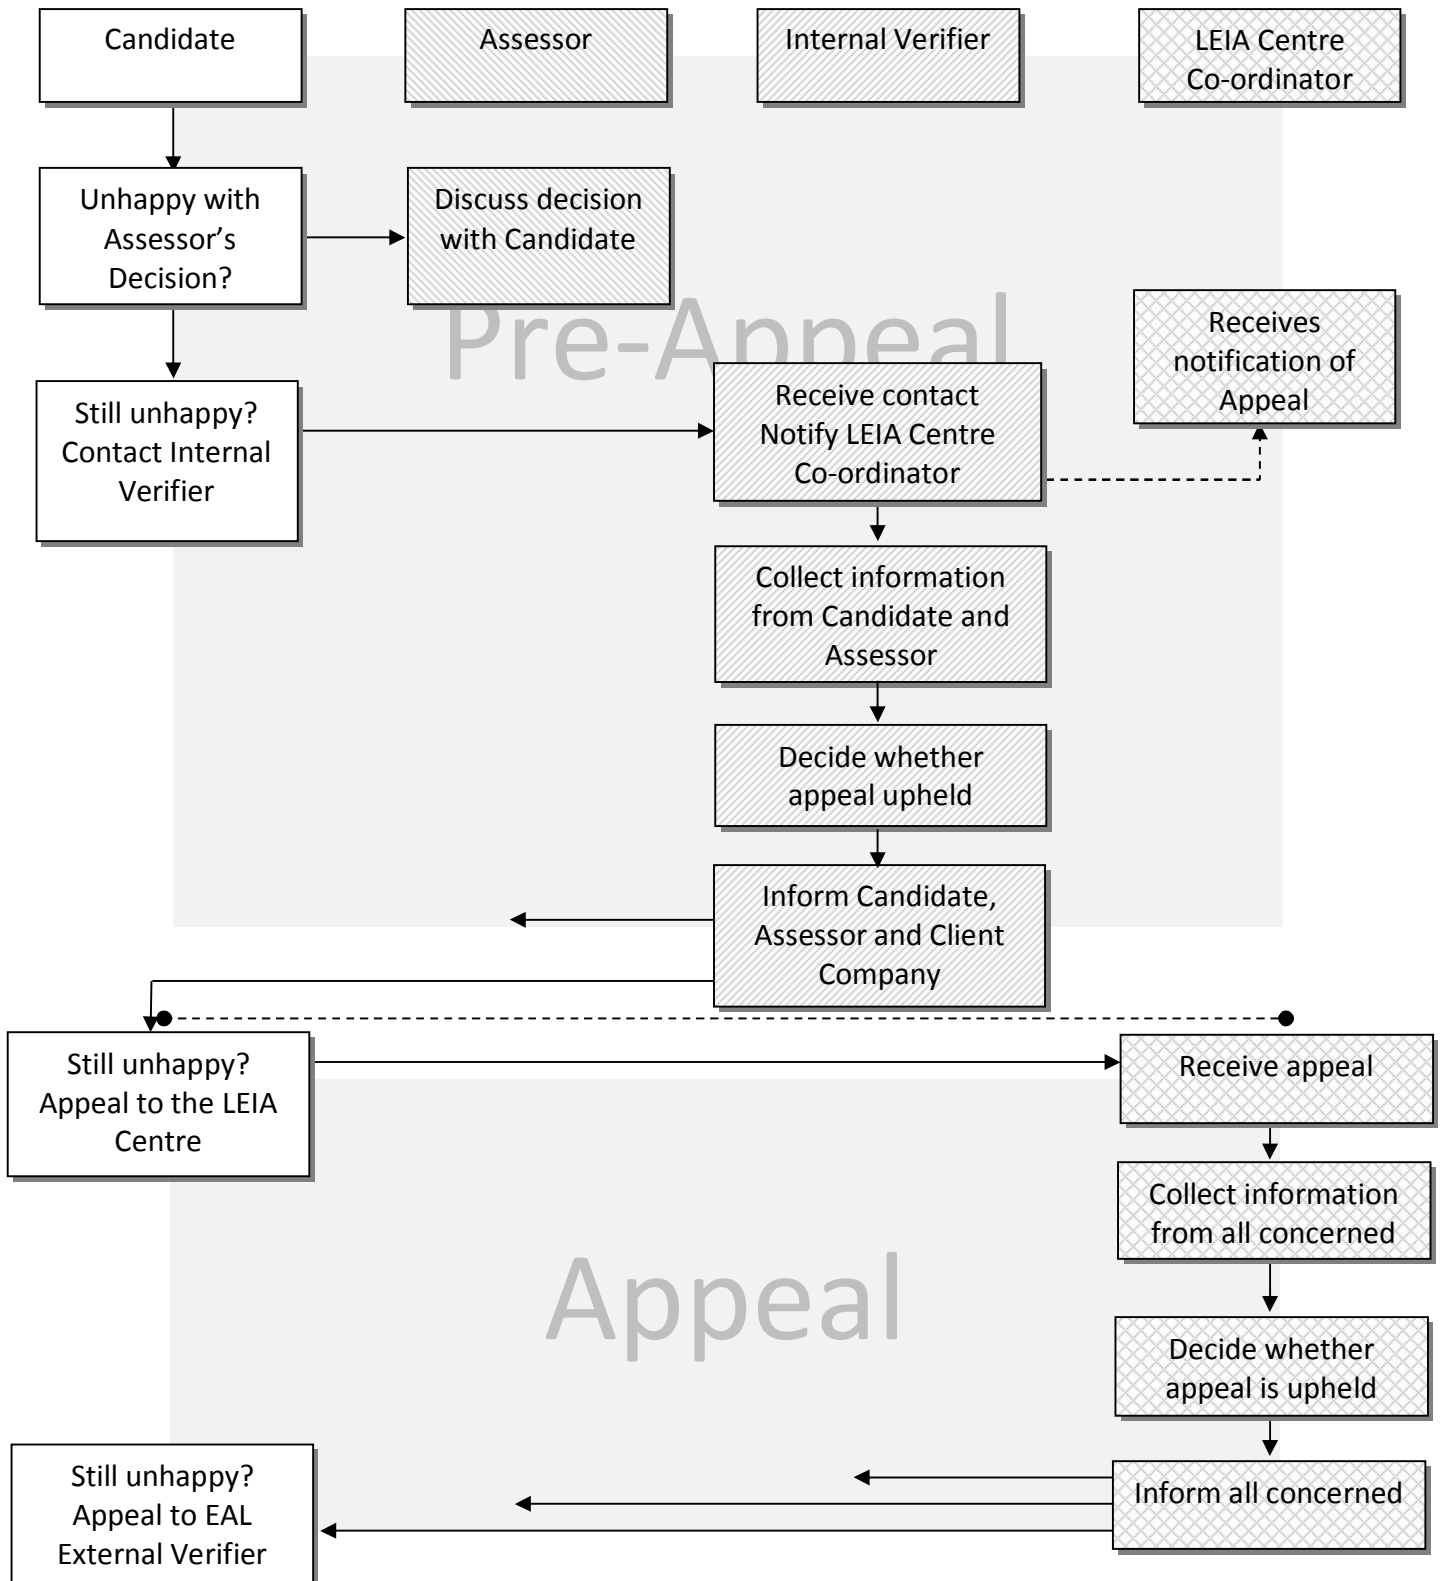 Candidate
Assessor
Internal Verifier
LEIA Centre
Co-ordinator
Unhappy with
Assessor’s
Decision?
Discuss decision
with Candidate
Pre-Appeal
Receives
notification of
Appeal
Still unhappy?
Contact Internal
Verifier
Receive contact
Notify LEIA Centre
Co-ordinator
Collect information
from Candidate and
Assessor
Decide whether
appeal upheld
Inform Candidate,
Assessor and Client
Company
Still unhappy?
Appeal to the LEIA
Centre
Receive appeal
Collect information
from all concerned
Appeal
Decide whether
appeal is upheld
Still unhappy?
Appeal to EAL
External Verifier
Inform all concerned